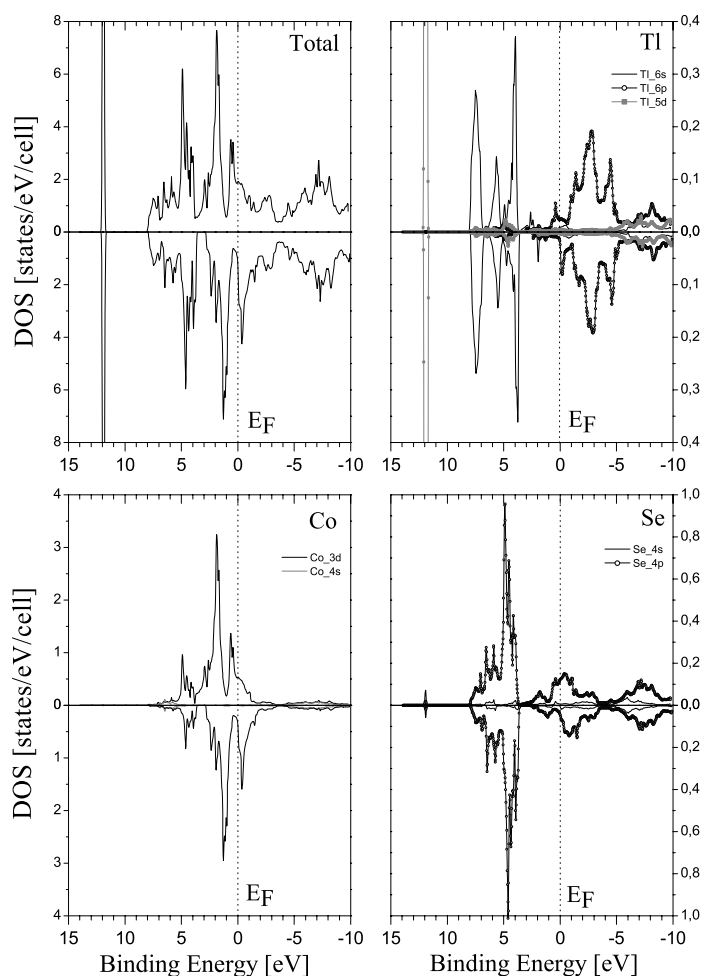 Total
Tl
8
6
4
2
0
2
4
6
8
DOS [states/eV/cell]
EF
15 10 5 0 -5 -10
Tl_6s
Tl_6p
Tl_5d
0,4
0,3
0,2
0,1
0,0
0,1
0,2
0,3
0,4
EF
15 10 5 0 -5 -10
Co
Se
4
3
2
1
0
1
2
3
4
DOS [states/eV/cell]
Co_3d
Co_4s
EF
15 10 5 0 -5 -10
Binding Energy [eV]
Se_4s
Se_4p
1,0
0,8
0,6
0,4
0,2
0,0
0,2
0,4
0,6
0,8
1,0
EF
15 10 5 0 -5 -10
Binding Energy [eV]